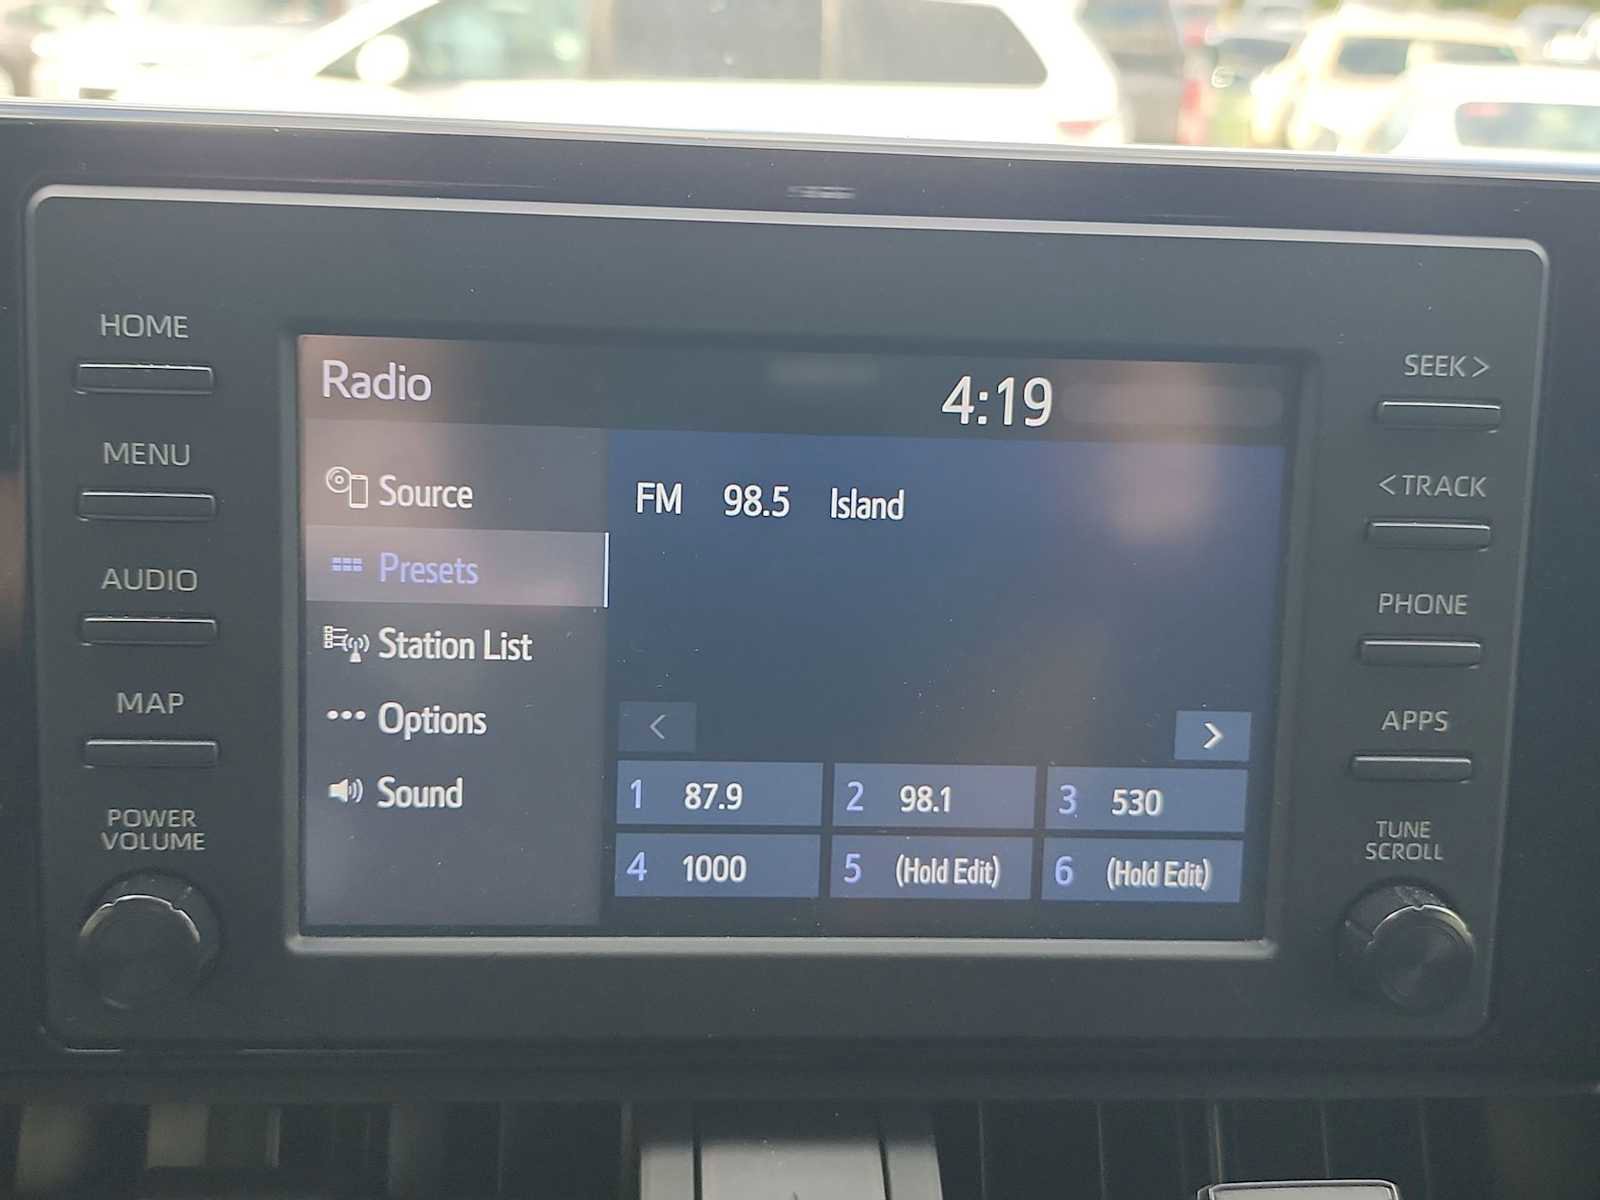 HOME
MENU
AUDIO
MAP
POWER
VOLUME
Radio
4:19
Source
Presets
Station List
Options
Sound
FM 98.5 Island
<
>
1 87.9
2 98.1
3 530
4 1000
5 (Hold Edit)
6 (Hold Edit)
SEEK >
< TRACK
PHONE
APPS
TUNE
SCROLL